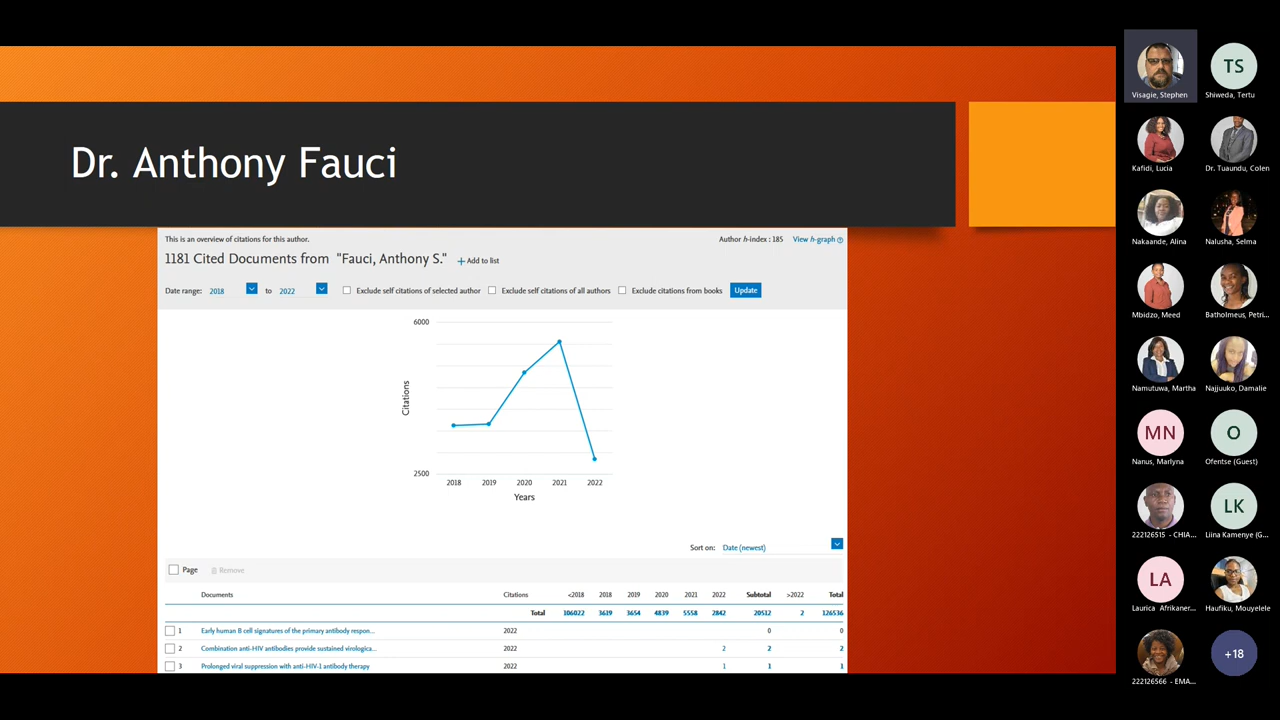 Dr. Anthony Fauci
This is an overview of citations for this author.
Author h-index : 185 View h-graph
1181 Cited Documents from "Fauci, Anthony S." + Add to list
Date range: 2018 to 2022 Exclude self citations of selected author Exclude self citations of all authors Exclude citations from books Update
6000
Citations
2500
2018 2019 2020 2021 2022
Years
Sort on: Date (newest)
Page Remove
Documents Citations <2018 2018 2019 2020 2021 2022 Subtotal >2022 Total
Total 106022 3619 3654 4839 5558 2842 20512 2 126536
1 Early human B cell signatures of the primary antibody respon... 2022 0 0
2 Combination anti-HIV antibodies provide sustained virologica... 2022 2 2 2
3 Prolonged viral suppression with anti-HIV-1 antibody therapy 2022 1 1 1
TS
Visagie, Stephen Shiweda, Tertu
Kafidi, Lucia Dr. Tuaundu, Colen
Nakaande, Alina Nalusha, Selma
Mbidzo, Meed Batholmeus, Petri...
Namutuwa, Martha Najjuuko, Damalie
MN O
Nanus, Marlyna Ofentse (Guest)
LK
222126515 - CHIA... Liina Kamenye (G...
LA
Laurica Afrikaner... Haufiku, Mouyelele
+18
222126566 - EMA...